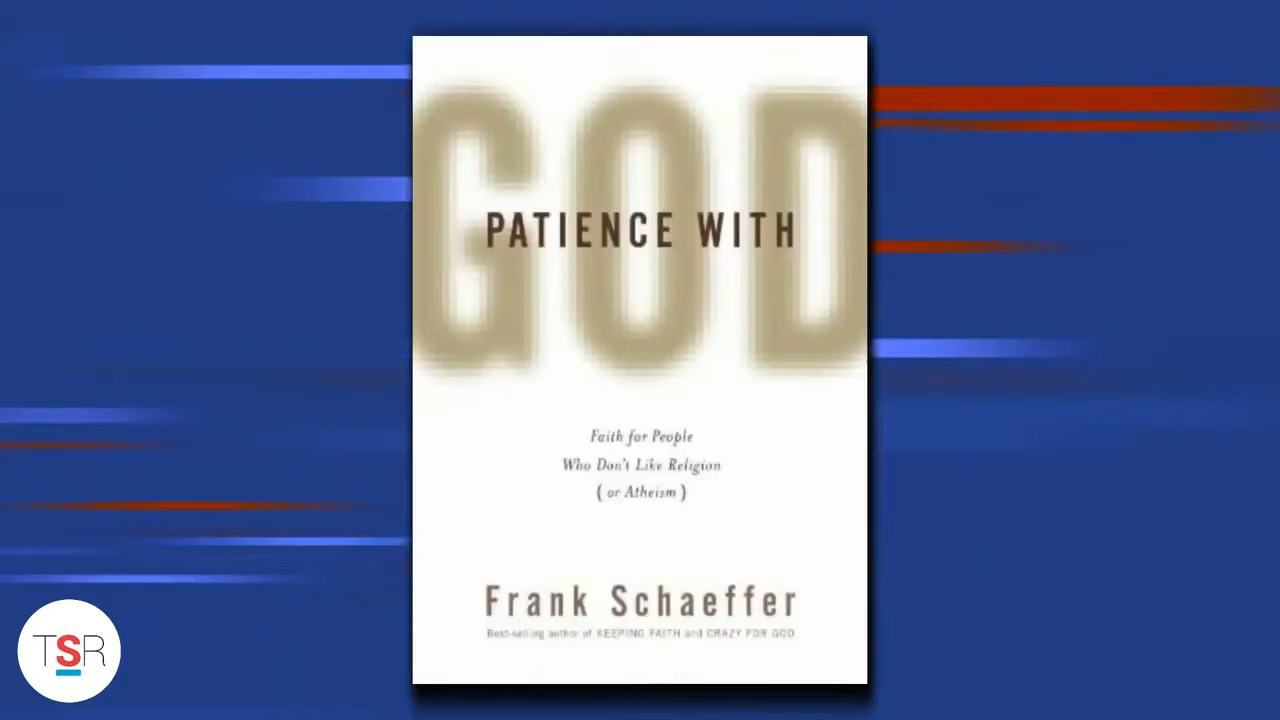 GOD
PATIENCE WITH
Faith for People
Who Don't Like Religion
( or Atheism )
Frank Schaeffer
Best-selling author of KEEPING FAITH and CRAZY FOR GOD
TSR